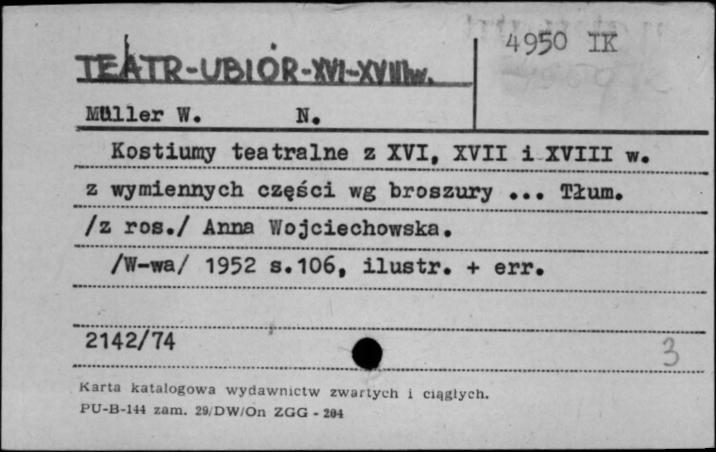 4950 IK
TEATR-UBIÓR-XVI-XVIIIw.
Müller W. N.
Kostiumy teatralne z XVI, XVII i XVIII w.
z wymiennych części wg broszury ... Tłum.
/z ros./ Anna Wojciechowska.
/W-wa/ 1952 s.106, ilustr. + err.
2142/74
3
Karta katalogowa wydawnictw zwartych i ciągłych.
PU-B-144 zam. 29/DW/On ZGG - 204